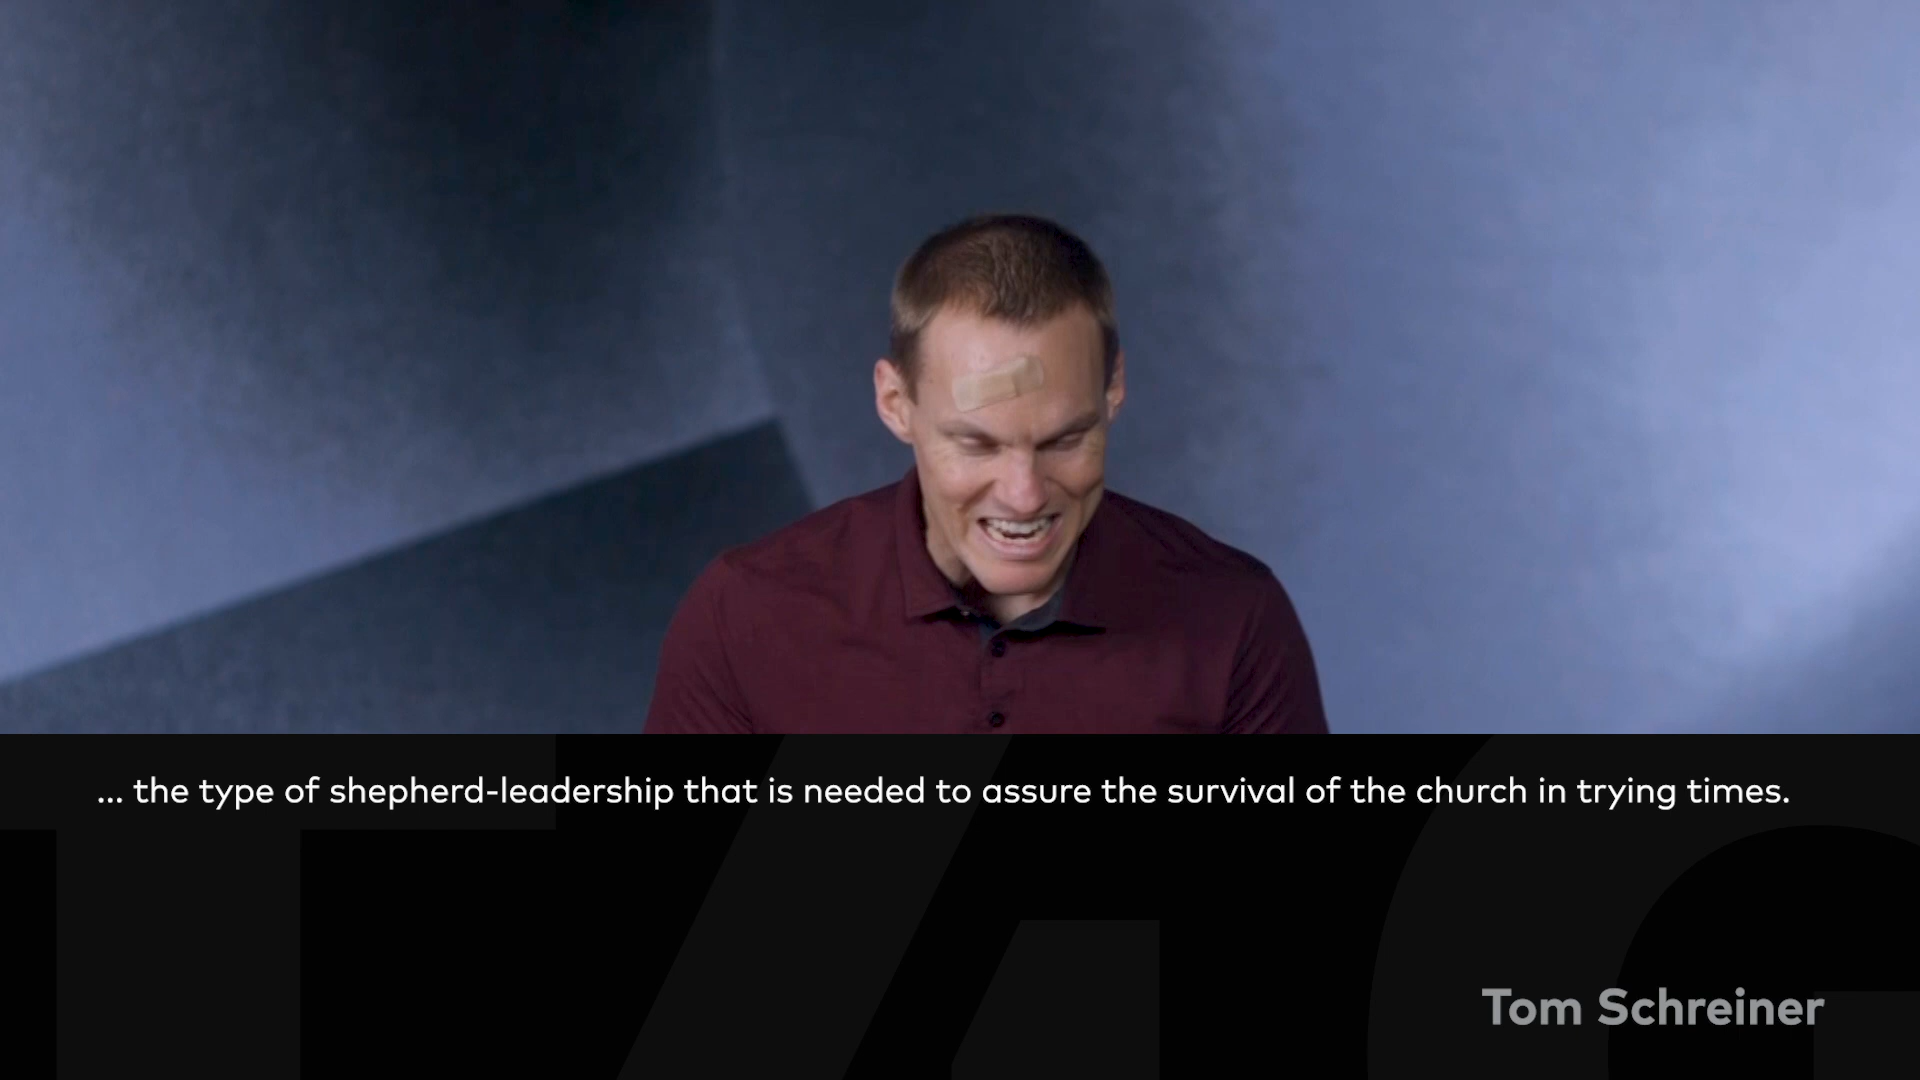 ... the type of shepherd-leadership that is needed to assure the survival of the church in trying times.
Tom Schreiner